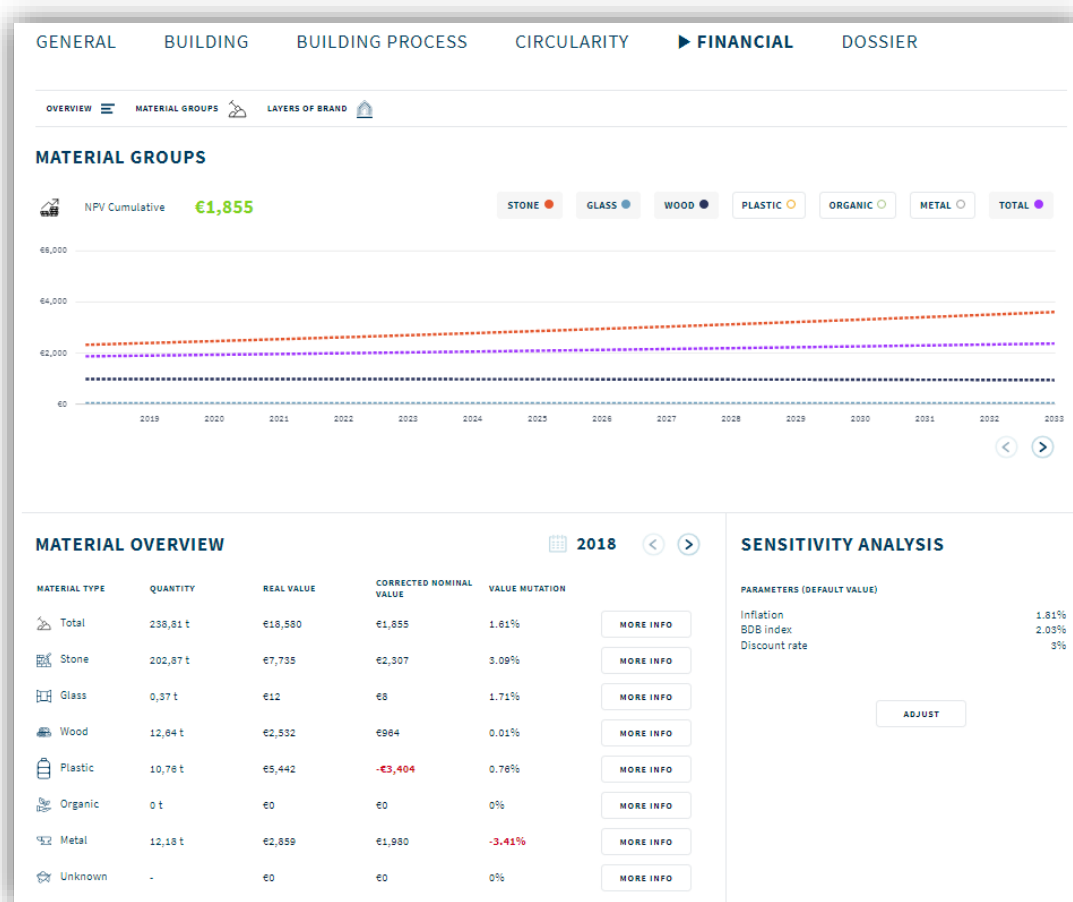 GENERAL BUILDING BUILDING PROCESS CIRCULARITY FINANCIAL DOSSIER
OVERVIEW MATERIAL GROUPS LAYERS OF BRAND
MATERIAL GROUPS
NPV Cumulative €1,855 STONE GLASS WOOD PLASTIC ORGANIC METAL TOTAL
€6,000
€4,000
€2,000
€0
2019 2020 2021 2022 2023 2024 2025 2026 2027 2028 2029 2030 2031 2032 2033
MATERIAL OVERVIEW 2018
MATERIAL TYPE QUANTITY REAL VALUE CORRECTED NOMINAL VALUE VALUE MUTATION
Total 238,81 t €18,580 €1,855 1.61% MORE INFO
Stone 202,87 t €7,735 €2,307 3.09% MORE INFO
Glass 0,37 t €12 €8 1.71% MORE INFO
Wood 12,64 t €2,532 €964 0.01% MORE INFO
Plastic 10,76 t €5,442 -€3,404 0.76% MORE INFO
Organic 0 t €0 €0 0% MORE INFO
Metal 12,18 t €2,859 €1,980 -3.41% MORE INFO
Unknown - €0 €0 0% MORE INFO
SENSITIVITY ANALYSIS
PARAMETERS (DEFAULT VALUE)
Inflation 1.81%
BDB index 2.03%
Discount rate 3%
ADJUST